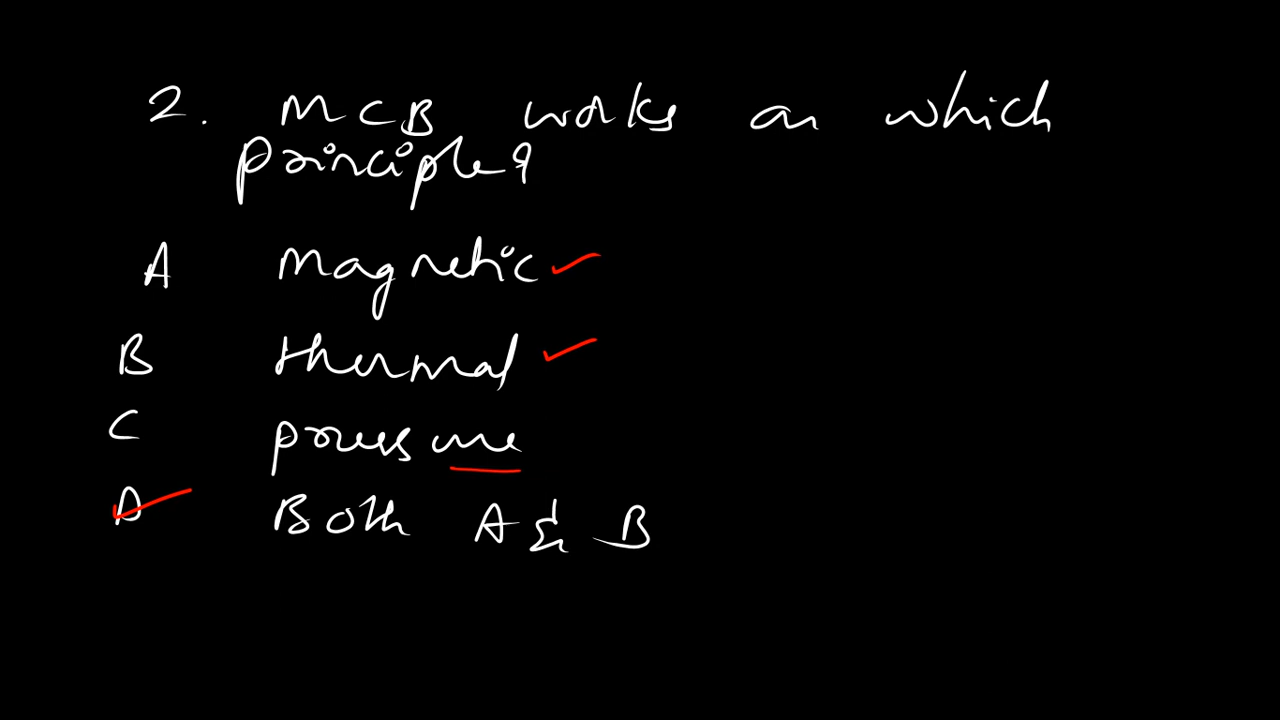 2. MCB works on which
principle?
A magnetic
B thermal
C pressure
D Both A & B